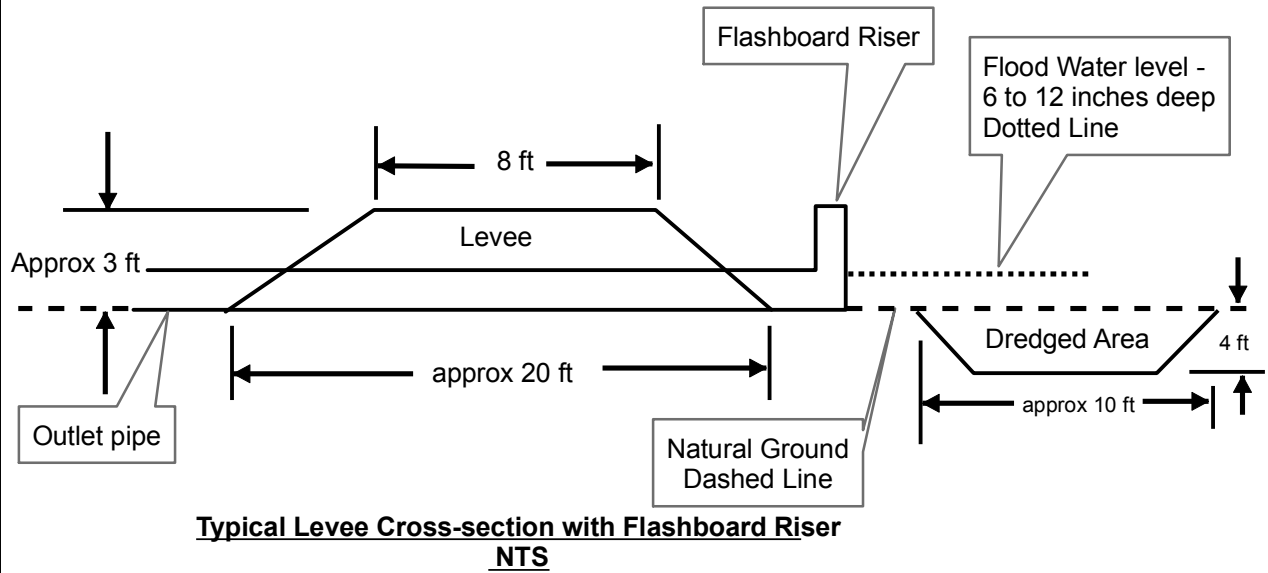 Flashboard Riser
Flood Water level -
6 to 12 inches deep
Dotted Line
8 ft
Levee
Approx 3 ft
Dredged Area
4 ft
approx 20 ft
approx 10 ft
Outlet pipe
Natural Ground
Dashed Line
Typical Levee Cross-section with Flashboard Riser
NTS